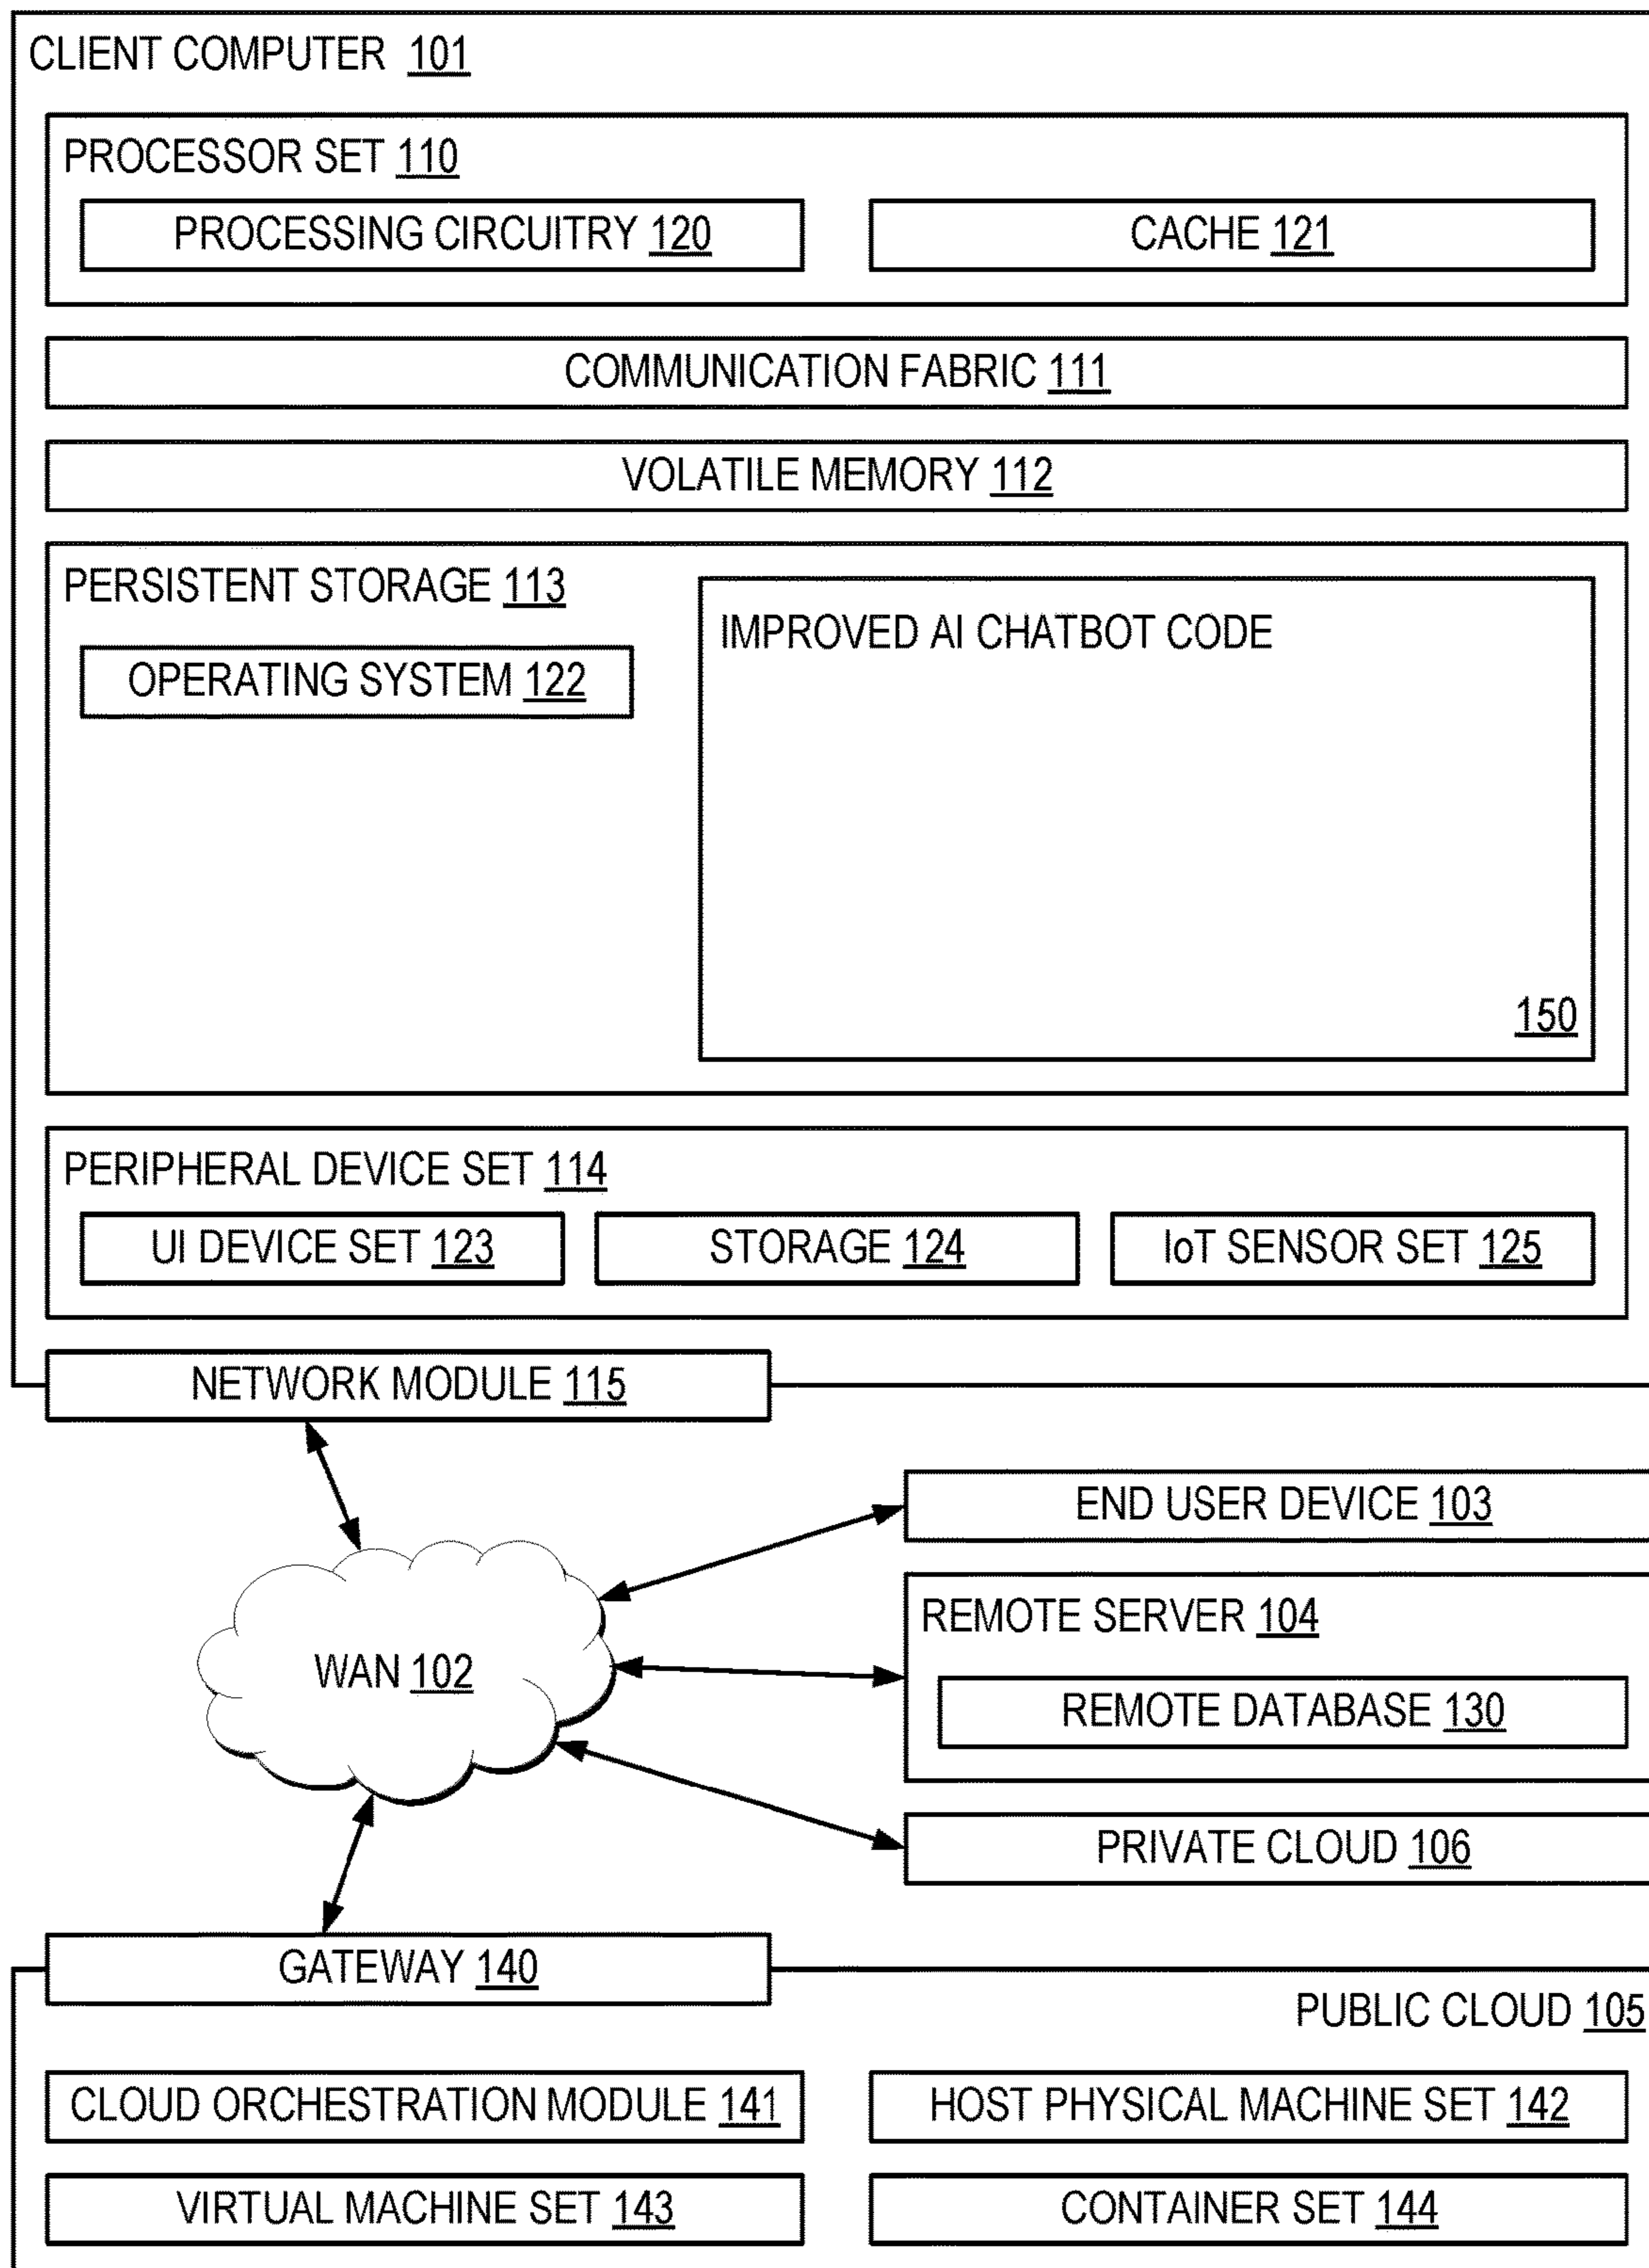 CLIENT COMPUTER 101
PROCESSOR SET 110
PROCESSING CIRCUITRY 120
CACHE 121
COMMUNICATION FABRIC 111
VOLATILE MEMORY 112
PERSISTENT STORAGE 113
OPERATING SYSTEM 122
IMPROVED AI CHATBOT CODE
150
PERIPHERAL DEVICE SET 114
UI DEVICE SET 123
STORAGE 124
IoT SENSOR SET 125
NETWORK MODULE 115
WAN 102
END USER DEVICE 103
REMOTE SERVER 104
REMOTE DATABASE 130
PRIVATE CLOUD 106
GATEWAY 140
PUBLIC CLOUD 105
CLOUD ORCHESTRATION MODULE 141
HOST PHYSICAL MACHINE SET 142
VIRTUAL MACHINE SET 143
CONTAINER SET 144